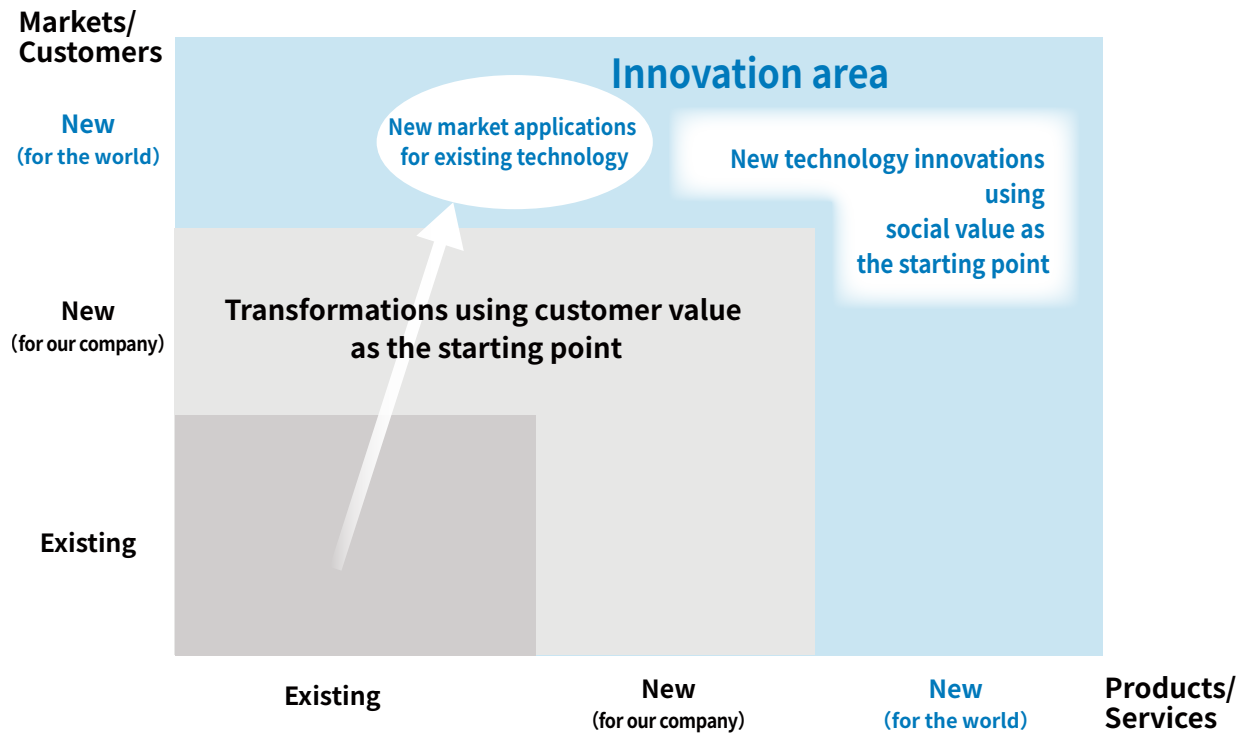 Markets/
Customers
Innovation area
New
(for the world)
New market applications
for existing technology
New technology innovations
using
social value as
the starting point
New
(for our company)
Transformations using customer value
as the starting point
Existing
Existing
New
(for our company)
New
(for the world)
Products/
Services